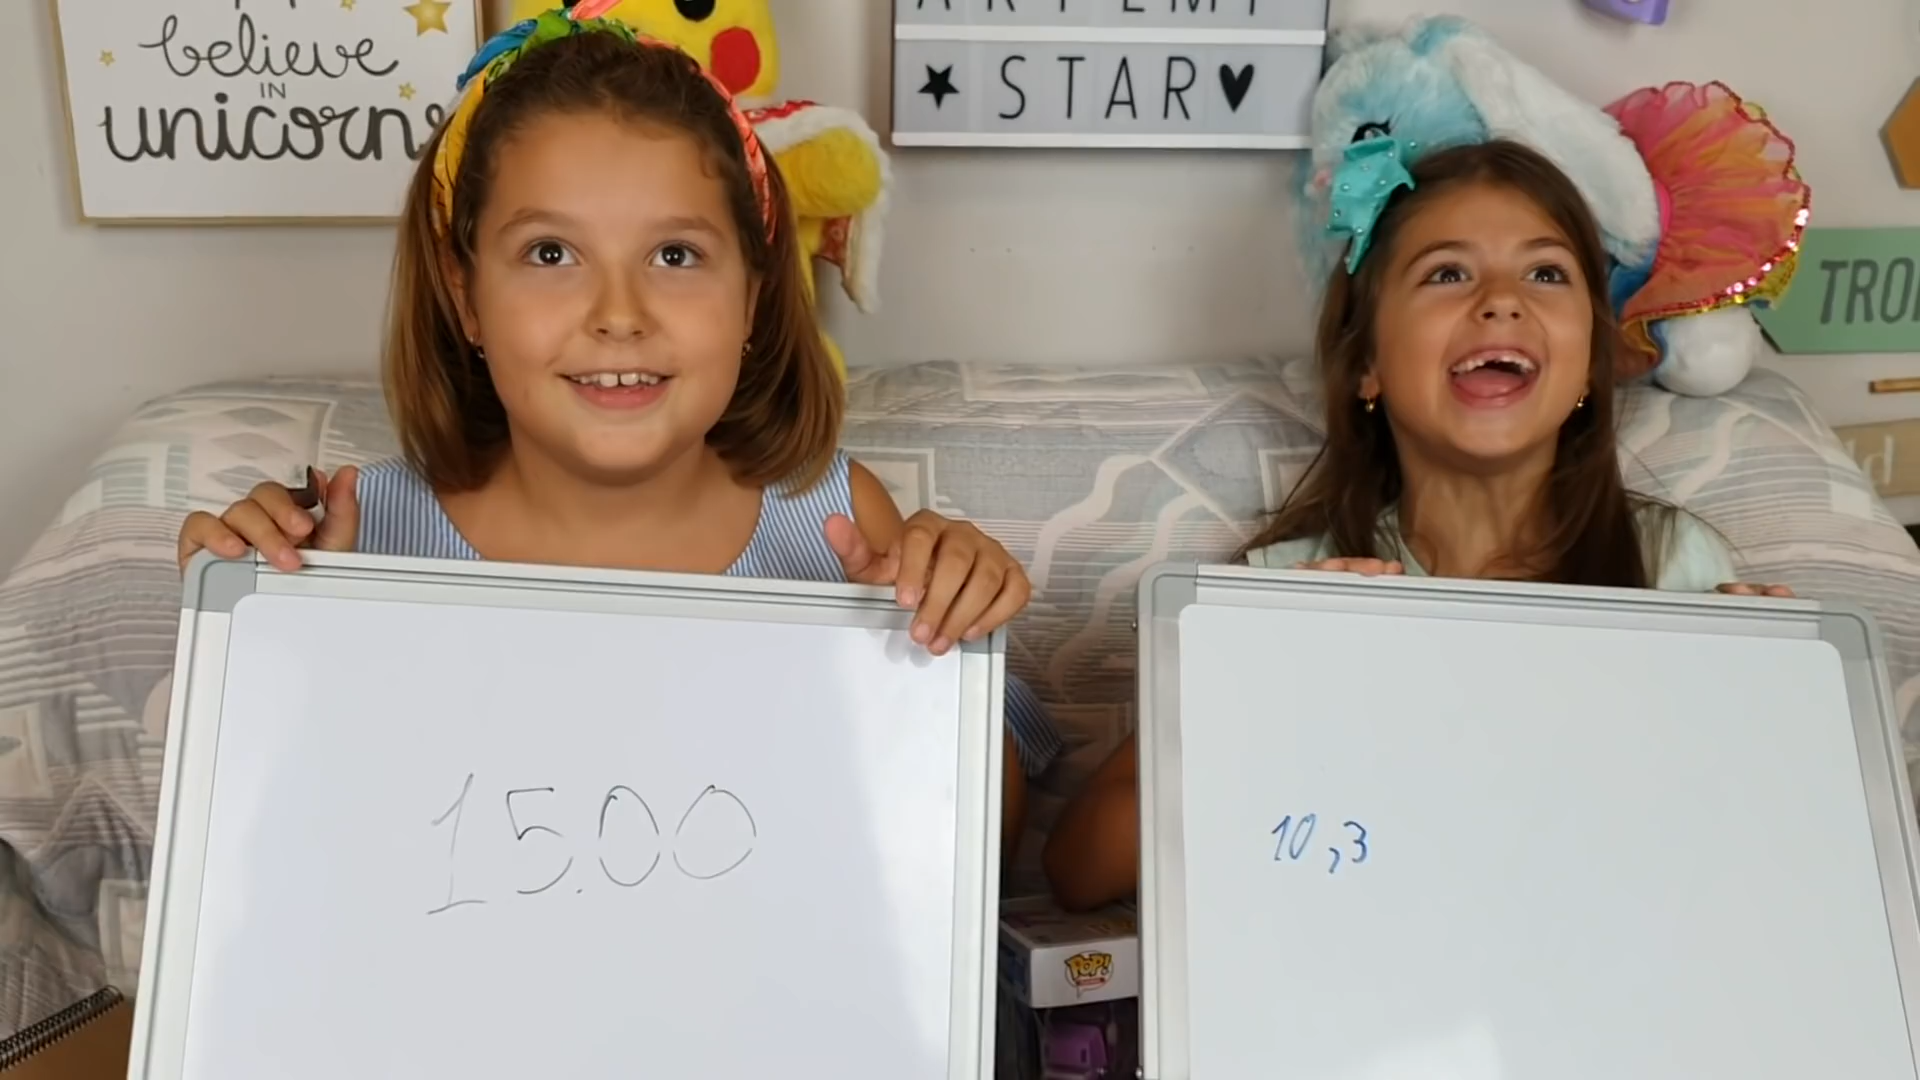 believe
IN
unicorns
★ STAR ♥
TRO
15.00
10,3
POP!